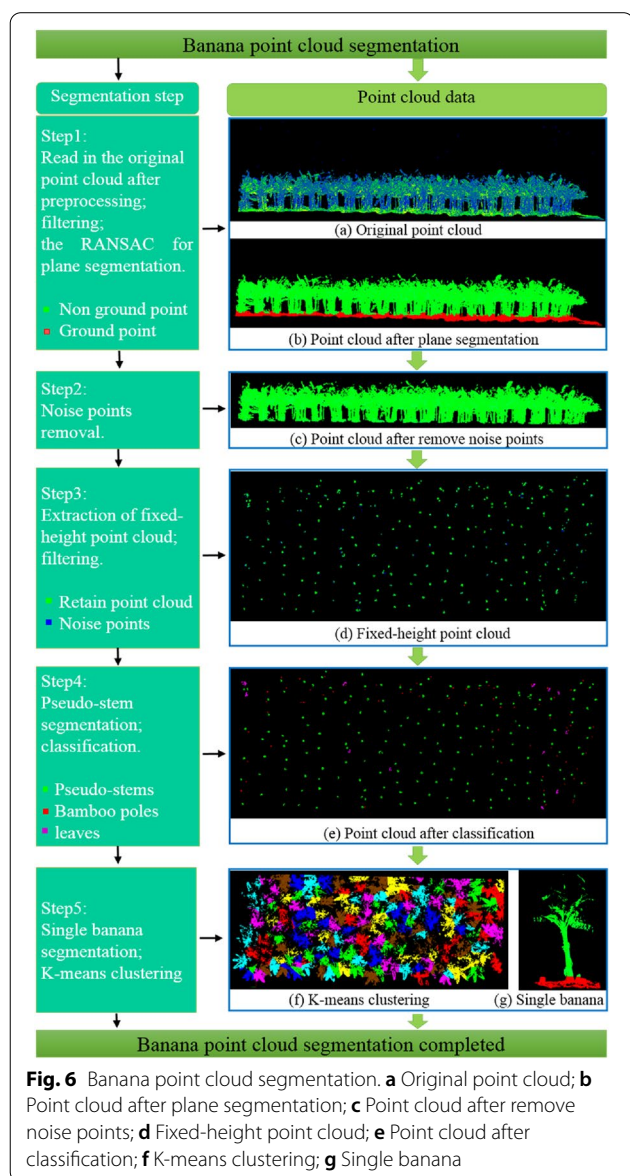 Banana point cloud segmentation
Segmentation step
Point cloud data
Step1:
Read in the original
point cloud after
preprocessing;
filtering;
the RANSAC for
plane segmentation.
Non ground point
Ground point
(a) Original point cloud
(b) Point cloud after plane segmentation
Step2:
Noise points
removal.
(c) Point cloud after remove noise points
Step3:
Extraction of fixed-
height point cloud;
filtering.
Retain point cloud
Noise points
(d) Fixed-height point cloud
Step4:
Pseudo-stem
segmentation;
classification.
Pseudo-stems
Bamboo poles
leaves
(e) Point cloud after classification
Step5:
Single banana
segmentation;
K-means clustering
(f) K-means clustering
(g) Single banana
Banana point cloud segmentation completed
Fig. 6 Banana point cloud segmentation. a Original point cloud; b
Point cloud after plane segmentation; c Point cloud after remove
noise points; d Fixed-height point cloud; e Point cloud after
classification; f K-means clustering; g Single banana